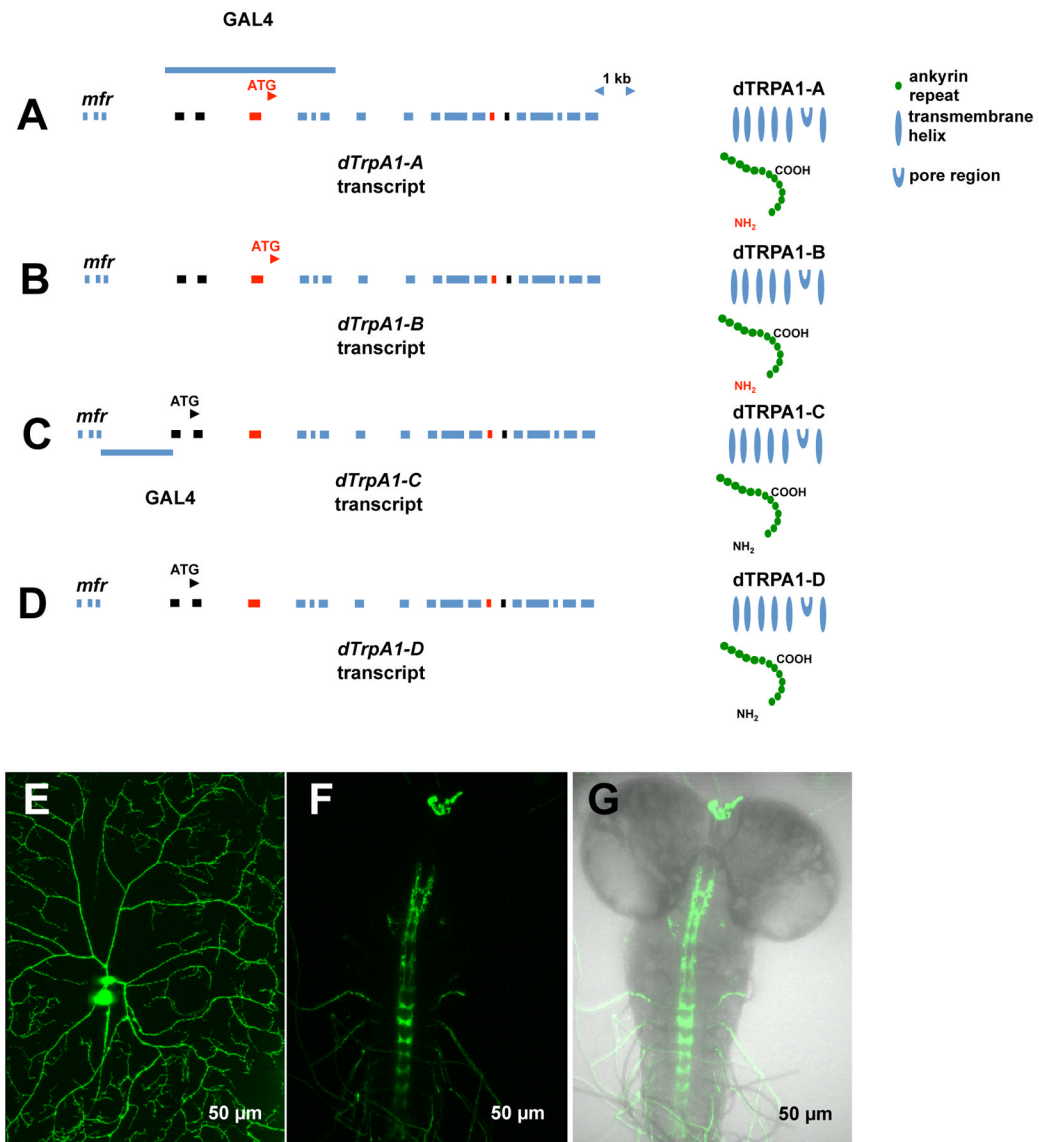 GAL4
ATG
1 kb
mfr
A
dTrpA1-A
transcript
dTRPA1-A
COOH
NH2
ankyrin
repeat
transmembrane
helix
pore region
ATG
mfr
B
dTrpA1-B
transcript
dTRPA1-B
COOH
NH2
ATG
mfr
C
GAL4
dTrpA1-C
transcript
dTRPA1-C
COOH
NH2
ATG
mfr
D
dTrpA1-D
transcript
dTRPA1-D
COOH
NH2
E
50 µm
F
50 µm
G
50 µm